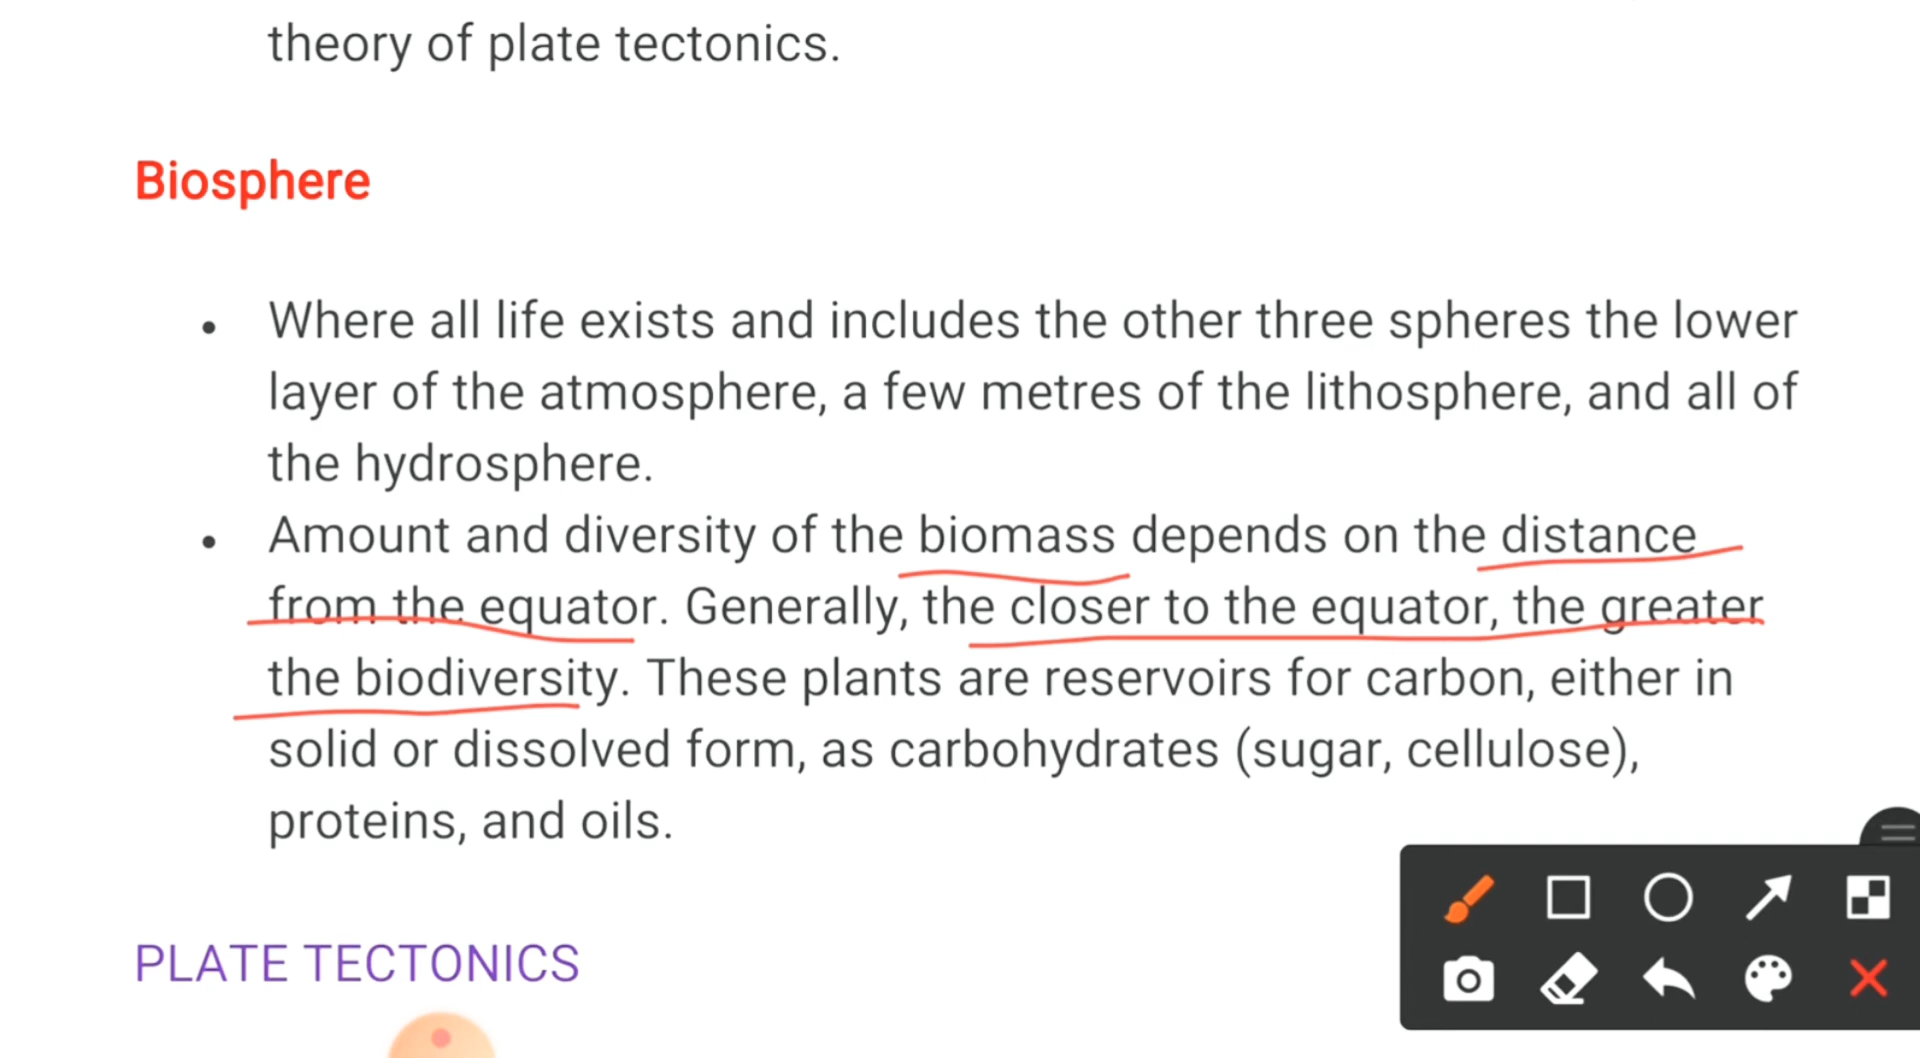 theory of plate tectonics.
Biosphere
• Where all life exists and includes the other three spheres the lower
layer of the atmosphere, a few metres of the lithosphere, and all of
the hydrosphere.
• Amount and diversity of the biomass depends on the distance
from the equator. Generally, the closer to the equator, the greater
the biodiversity. These plants are reservoirs for carbon, either in
solid or dissolved form, as carbohydrates (sugar, cellulose),
proteins, and oils.
PLATE TECTONICS